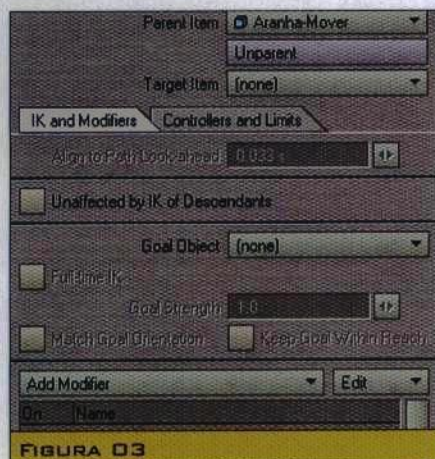 Parent Item Aranha-Mover
Unparent
Target Item (none)
IK and Modifiers Controllers and Limits
Align to Path Look-ahead 0.033 s
Unaffected by IK of Descendants
Goal Object (none)
Full-time IK
Goal Strength 1.0
Match Goal Orientation Keep Goal Within Reach
Add Modifier Edit
On Name
FIGURA 03